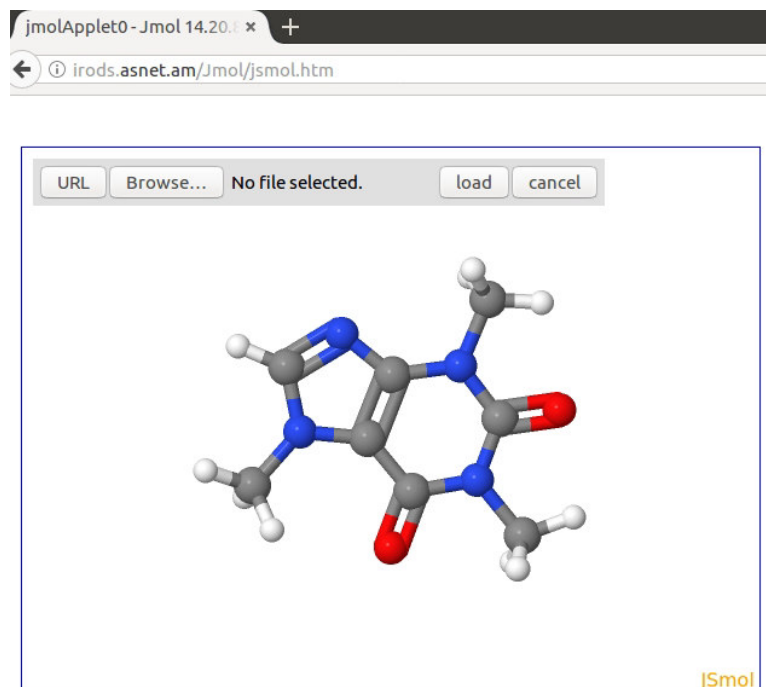 jmolApplet0 - Jmol 14.20.
irods.asnet.am/Jmol/jsmol.htm
URL Browse... No file selected. load cancel
JSmol